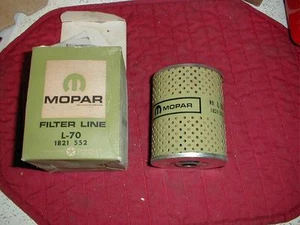 MOPAR
FILTER LINE
L-70
1821 552
MOPAR